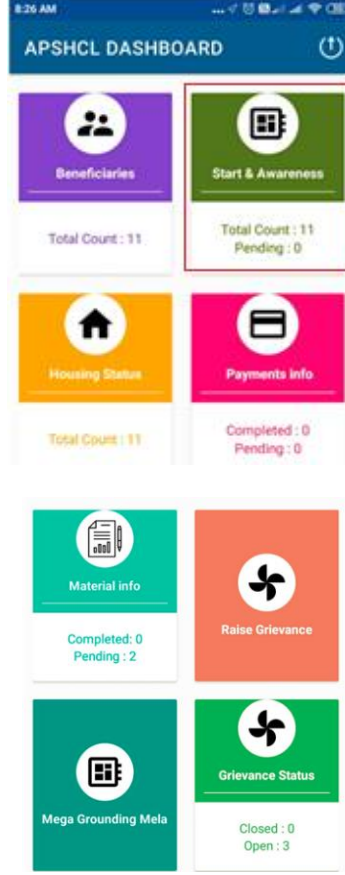 8:26 AM
APSHCL DASHBOARD
Beneficiaries
Start & Awareness
Total Count : 11
Total Count : 11
Pending : 0
Housing Status
Payments info
Total Count : 11
Completed : 0
Pending : 0
Material info
Raise Grievance
Completed: 0
Pending : 2
Mega Grounding Mela
Grievance Status
Closed : 0
Open : 3